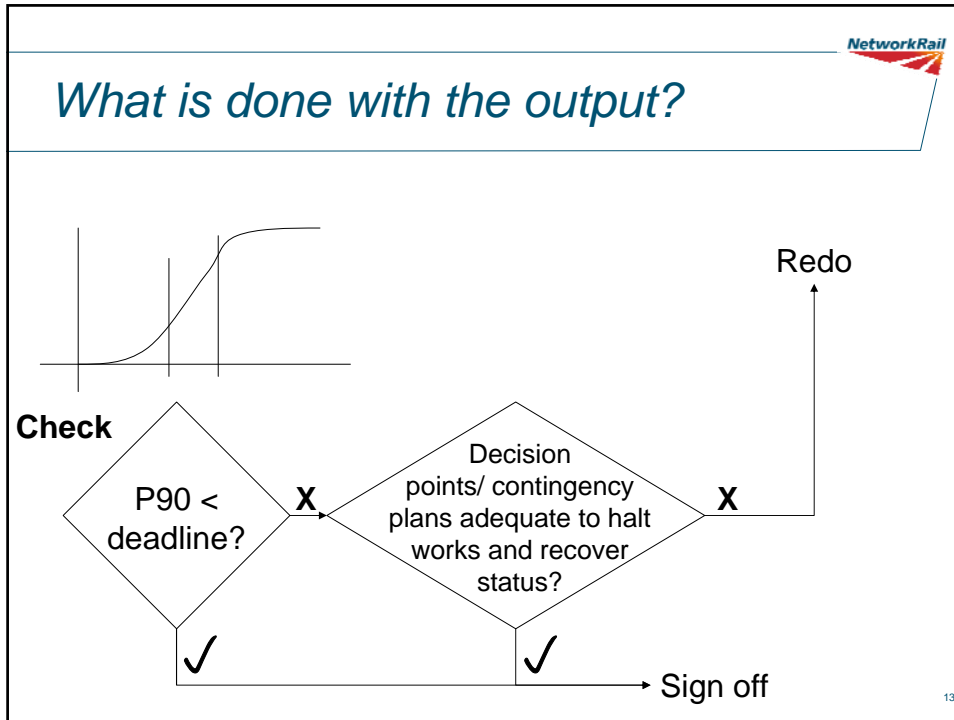 NetworkRail
What is done with the output?
Redo
Check
P90 <
deadline?
X
Decision
points/ contingency
plans adequate to halt
works and recover
status?
X
✓
✓
Sign off
13